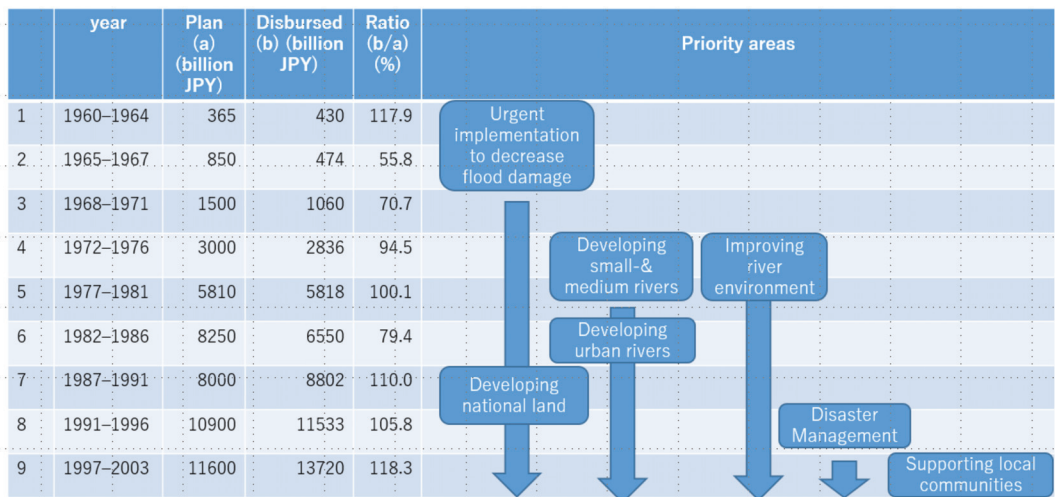 year Plan (a) (billion JPY) Disbursed (b) (billion JPY) Ratio (b/a) (%) Priority areas
1 1960–1964 365 430 117.9
2 1965–1967 850 474 55.8
3 1968–1971 1500 1060 70.7
4 1972–1976 3000 2836 94.5
5 1977–1981 5810 5818 100.1
6 1982–1986 8250 6550 79.4
7 1987–1991 8000 8802 110.0
8 1991–1996 10900 11533 105.8
9 1997–2003 11600 13720 118.3
Urgent
implementation
to decrease
flood damage
Developing
small-&
medium rivers
Improving
river
environment
Developing
urban rivers
Developing
national land
Disaster
Management
Supporting local
communities